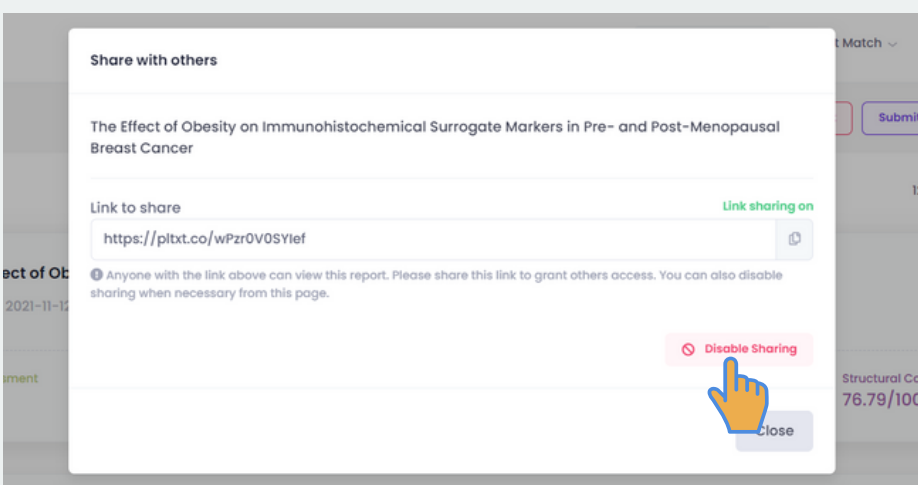 t Match
Share with others
The Effect of Obesity on Immunohistochemical Surrogate Markers in Pre- and Post-Menopausal
Breast Cancer
Submit
Link to share
Link sharing on
https://pltxt.co/wPzr0V0SYIef
ect of Ob
Anyone with the link above can view this report. Please share this link to grant others access. You can also disable
sharing when necessary from this page.
2021-11-12
Disable Sharing
sment
Structural Co
76.79/100
Close